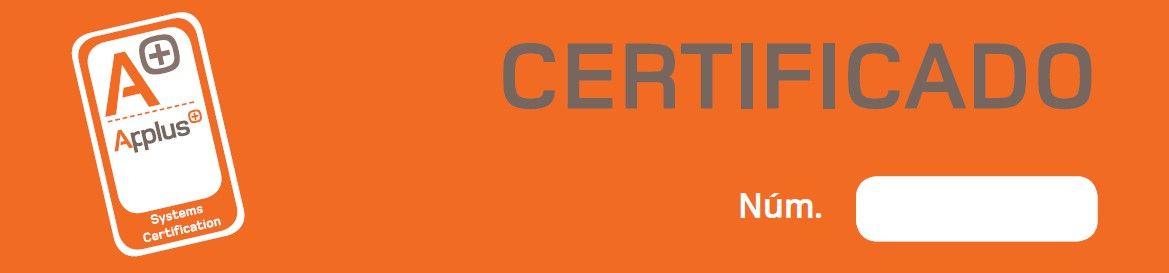 A+
Applus+
Systems
Certification
CERTIFICADO
Núm.